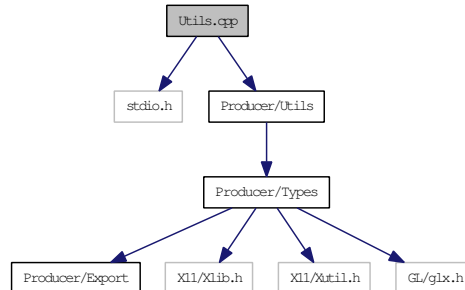 Utils.cpp
stdio.h
Producer/Utils
Producer/Types
Producer/Export
X11/Xlib.h
X11/Xutil.h
GL/glx.h